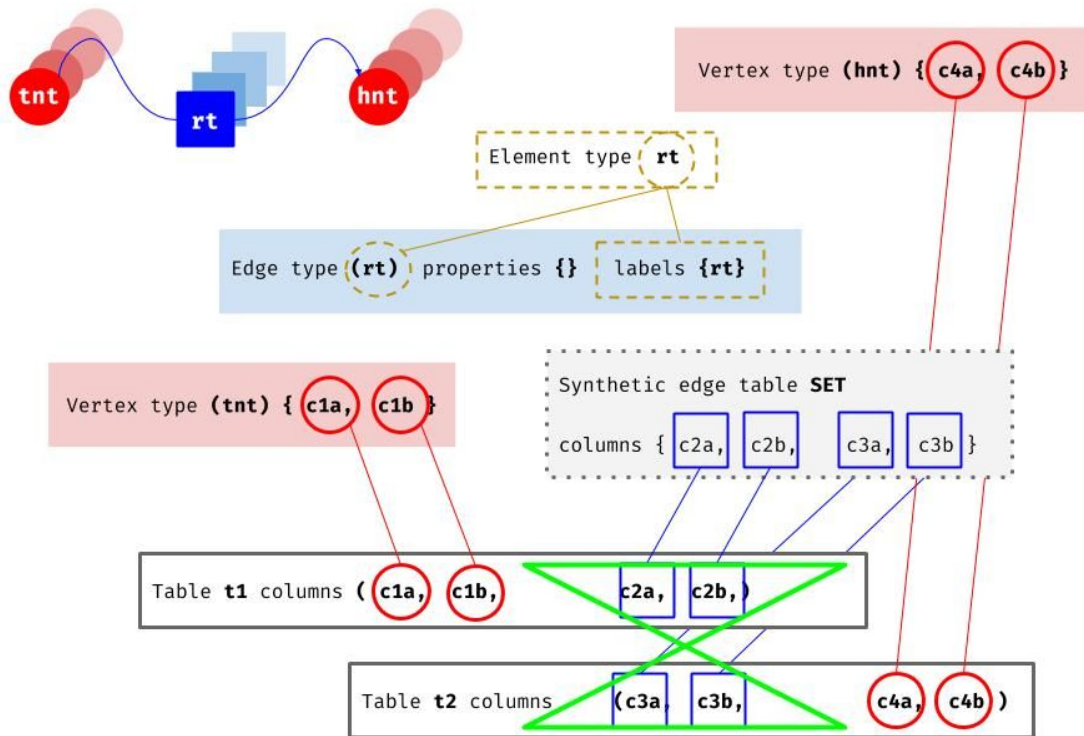 tnt
rt
hnt
Vertex type (hnt) { c4a, c4b }
Element type rt
Edge type (rt) properties {} labels {rt}
Vertex type (tnt) { c1a, c1b }
Synthetic edge table SET
columns { c2a, c2b, c3a, c3b }
Table t1 columns ( c1a, c1b, c2a, c2b,)
Table t2 columns (c3a, c3b, c4a, c4b )